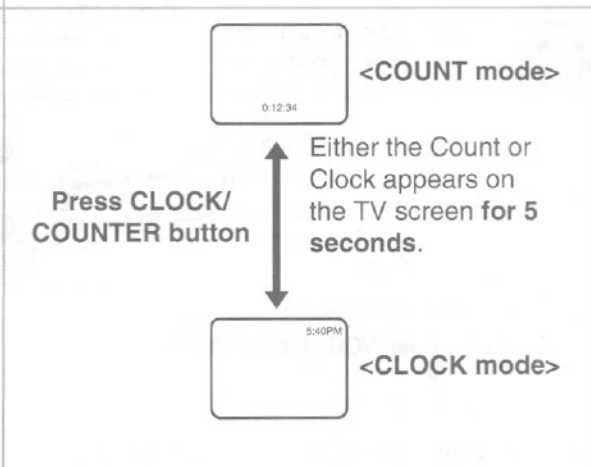 <COUNT mode>
0:12:34
Either the Count or
Clock appears on
the TV screen for 5
seconds.
Press CLOCK/
COUNTER button
5:40PM
<CLOCK mode>